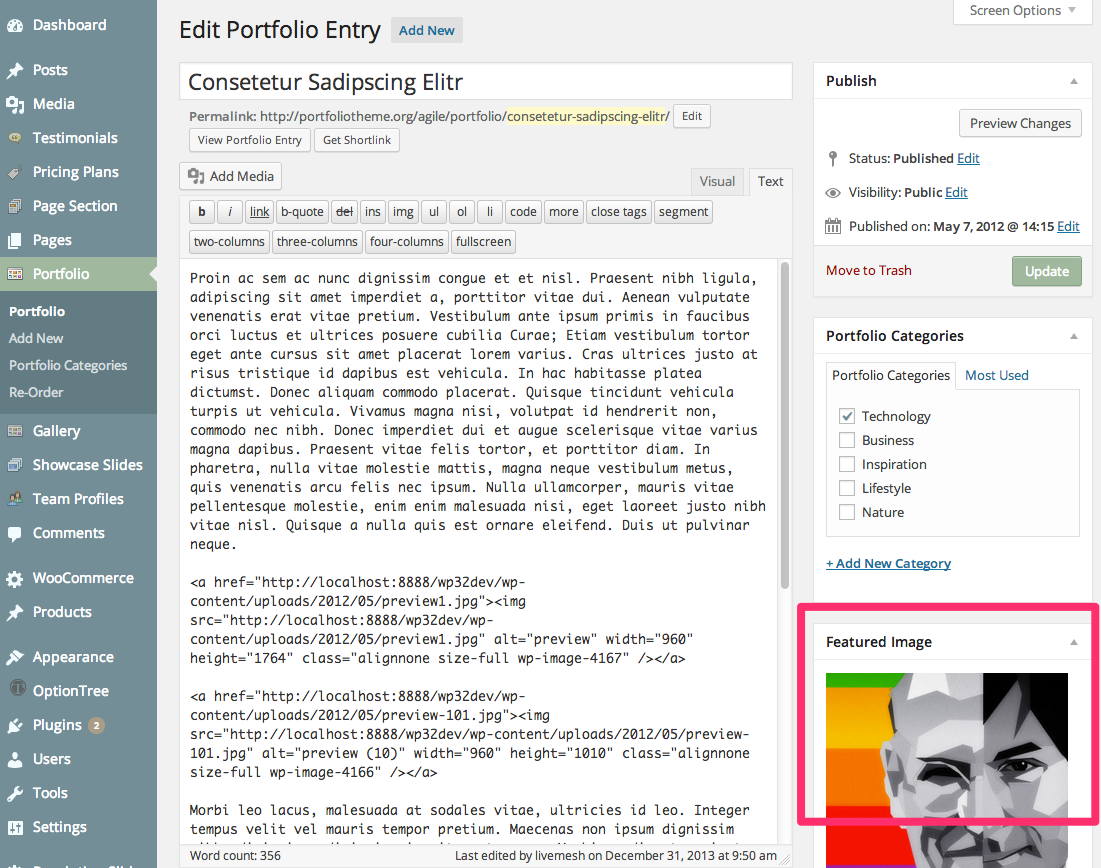 Dashboard
Posts
Media
Testimonials
Pricing Plans
Page Section
Pages
Portfolio
Portfolio
Add New
Portfolio Categories
Re-Order
Gallery
Showcase Slides
Team Profiles
Comments
WooCommerce
Products
Appearance
OptionTree
Plugins 2
Users
Tools
Settings
Screen Options
Edit Portfolio Entry Add New
Consetetur Sadipscing Elitr
Permalink: http://portfoliotheme.org/agile/portfolio/consetetur-sadipscing-elitr/ Edit
View Portfolio Entry Get Shortlink
Add Media
Visual Text
b i link b-quote del ins img ul ol li code more close tags segment
two-columns three-columns four-columns fullscreen
Proin ac sem ac nunc dignissim congue et et nisl. Praesent nibh ligula,
adipiscing sit amet imperdiet a, porttitor vitae dui. Aenean vulputate
venenatis erat vitae pretium. Vestibulum ante ipsum primis in faucibus
orci luctus et ultrices posuere cubilia Curae; Etiam vestibulum tortor
eget ante cursus sit amet placerat lorem varius. Cras ultrices justo at
risus tristique id dapibus est vehicula. In hac habitasse platea
dictumst. Donec aliquam commodo placerat. Quisque tincidunt vehicula
turpis ut vehicula. Vivamus magna nisi, volutpat id hendrerit non,
commodo nec nibh. Donec imperdiet dui et augue scelerisque vitae varius
magna dapibus. Praesent vitae felis tortor, et porttitor diam. In
pharetra, nulla vitae molestie mattis, magna neque vestibulum metus,
quis venenatis arcu felis nec ipsum. Nulla ullamcorper, mauris vitae
pellentesque molestie, enim enim malesuada nisi, eget laoreet justo nibh
vitae nisl. Quisque a nulla quis est ornare eleifend. Duis ut pulvinar
neque.
<a href="http://localhost:8888/wp32dev/wp-
content/uploads/2012/05/preview1.jpg"><img
src="http://localhost:8888/wp32dev/wp-
content/uploads/2012/05/preview1.jpg" alt="preview" width="960"
height="1764" class="alignnone size-full wp-image-4167" /></a>
<a href="http://localhost:8888/wp32dev/wp-
content/uploads/2012/05/preview-101.jpg"><img
src="http://localhost:8888/wp32dev/wp-content/uploads/2012/05/preview-
101.jpg" alt="preview (10)" width="960" height="1010" class="alignnone
size-full wp-image-4166" /></a>
Morbi leo lacus, malesuada at sodales vitae, ultricies id leo. Integer
tempus velit vel mauris tempor pretium. Maecenas non ipsum dignissim
Word count: 356 Last edited by livemesh on December 31, 2013 at 9:50 am
Publish
Preview Changes
Status: Published Edit
Visibility: Public Edit
Published on: May 7, 2012 @ 14:15 Edit
Move to Trash Update
Portfolio Categories
Portfolio Categories Most Used
Technology
Business
Inspiration
Lifestyle
Nature
+ Add New Category
Featured Image